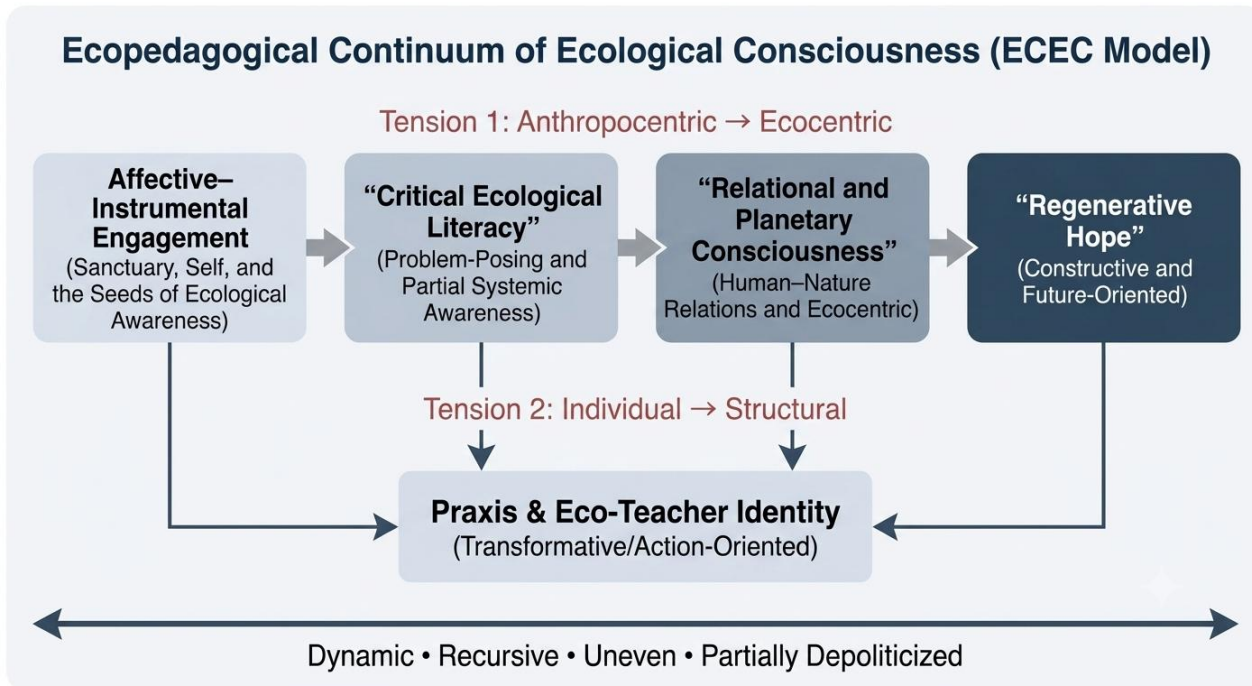 Ecopedagogical Continuum of Ecological Consciousness (ECEC Model)
Tension 1: Anthropocentric → Ecocentric
Affective–
Instrumental
Engagement
(Sanctuary, Self, and
the Seeds of Ecological
Awareness)
“Critical Ecological
Literacy”
(Problem-Posing and
Partial Systemic
Awareness)
“Relational and
Planetary
Consciousness”
(Human–Nature
Relations and Ecocentric)
“Regenerative
Hope”
(Constructive and
Future-Oriented)
Tension 2: Individual → Structural
Praxis & Eco-Teacher Identity
(Transformative/Action-Oriented)
Dynamic • Recursive • Uneven • Partially Depoliticized